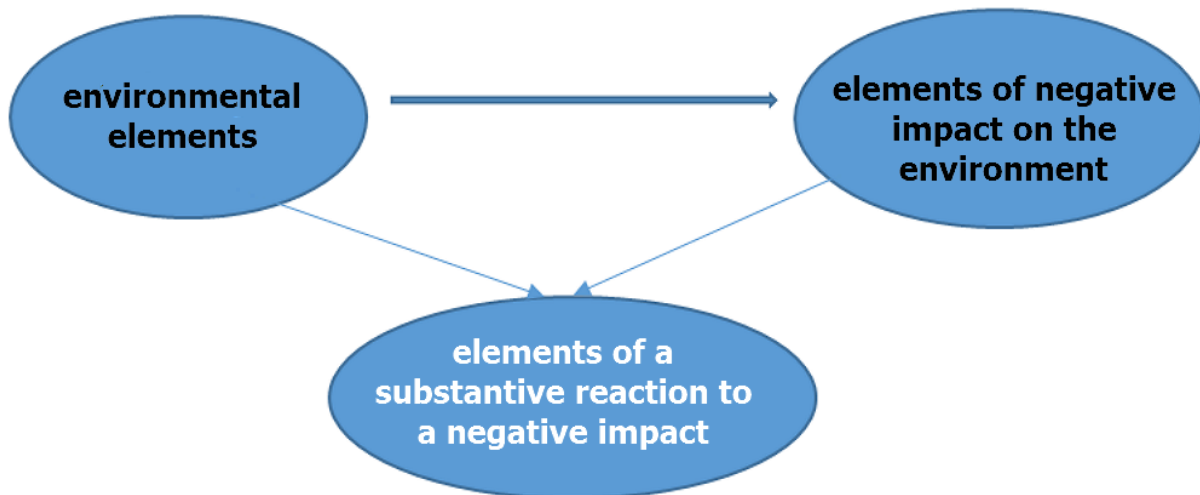 environmental
elements
elements of negative
impact on the
environment
elements of a
substantive reaction to
a negative impact